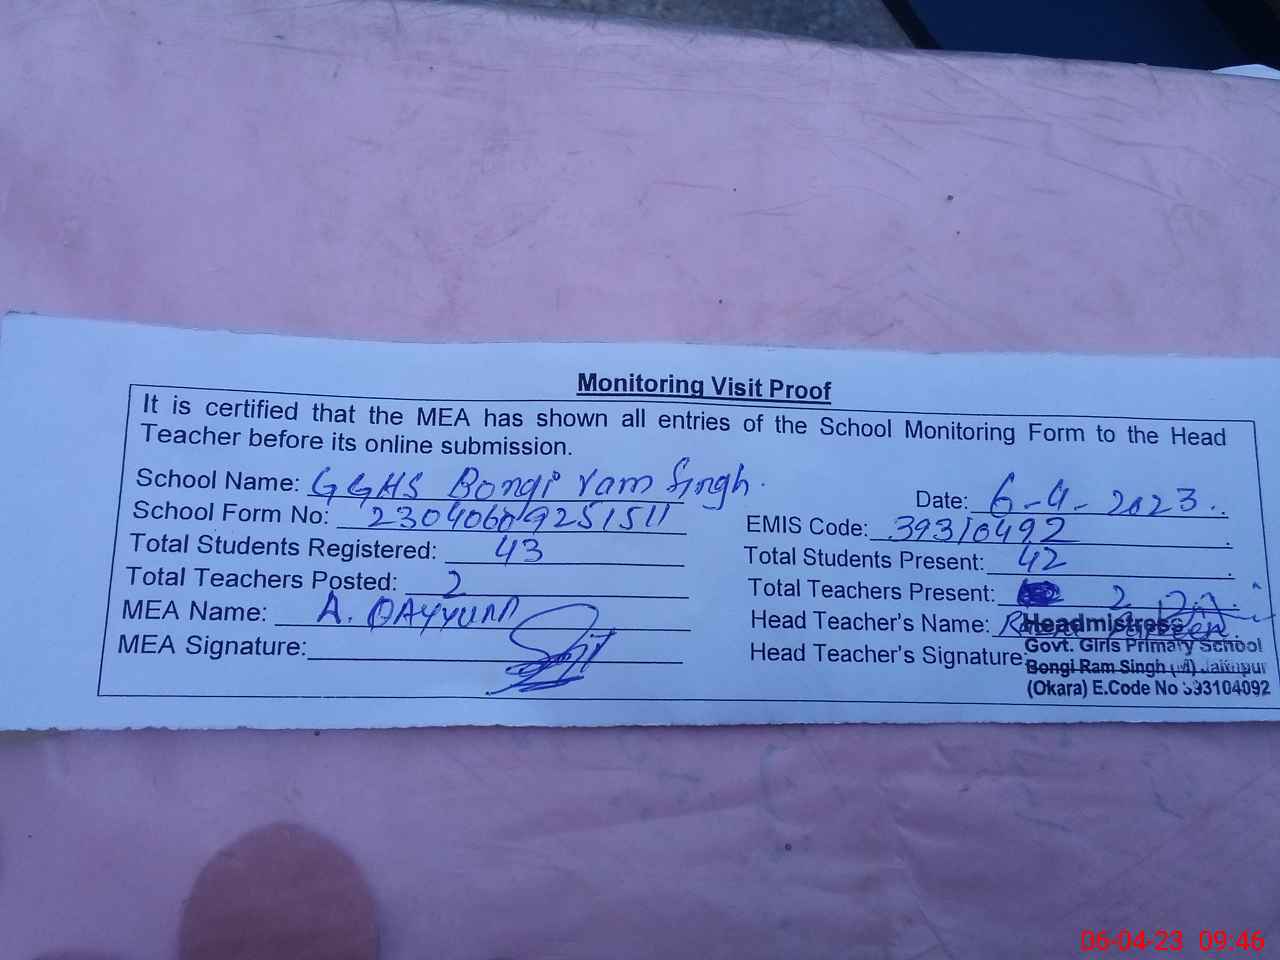 Monitoring Visit Proof
It is certified that the MEA has shown all entries of the School Monitoring Form to the Head
Teacher before its online submission.
School Name: GGHS Bongi ram Singh.
Date: 6-4-2023..
School Form No: 23040609251511
EMIS Code: 39310492
Total Students Registered: 43
Total Students Present: 42
Total Teachers Posted: 2
Total Teachers Present: 2
MEA Name: A. QAYYUM
Head Teacher's Name: Parveen
MEA Signature:
Head Teacher's Signature:
Headmistress
Govt. Girls Primary School
Bongi Ram Singh (M)
(Okara) E.Code No 393104092
06-04-23 09:46